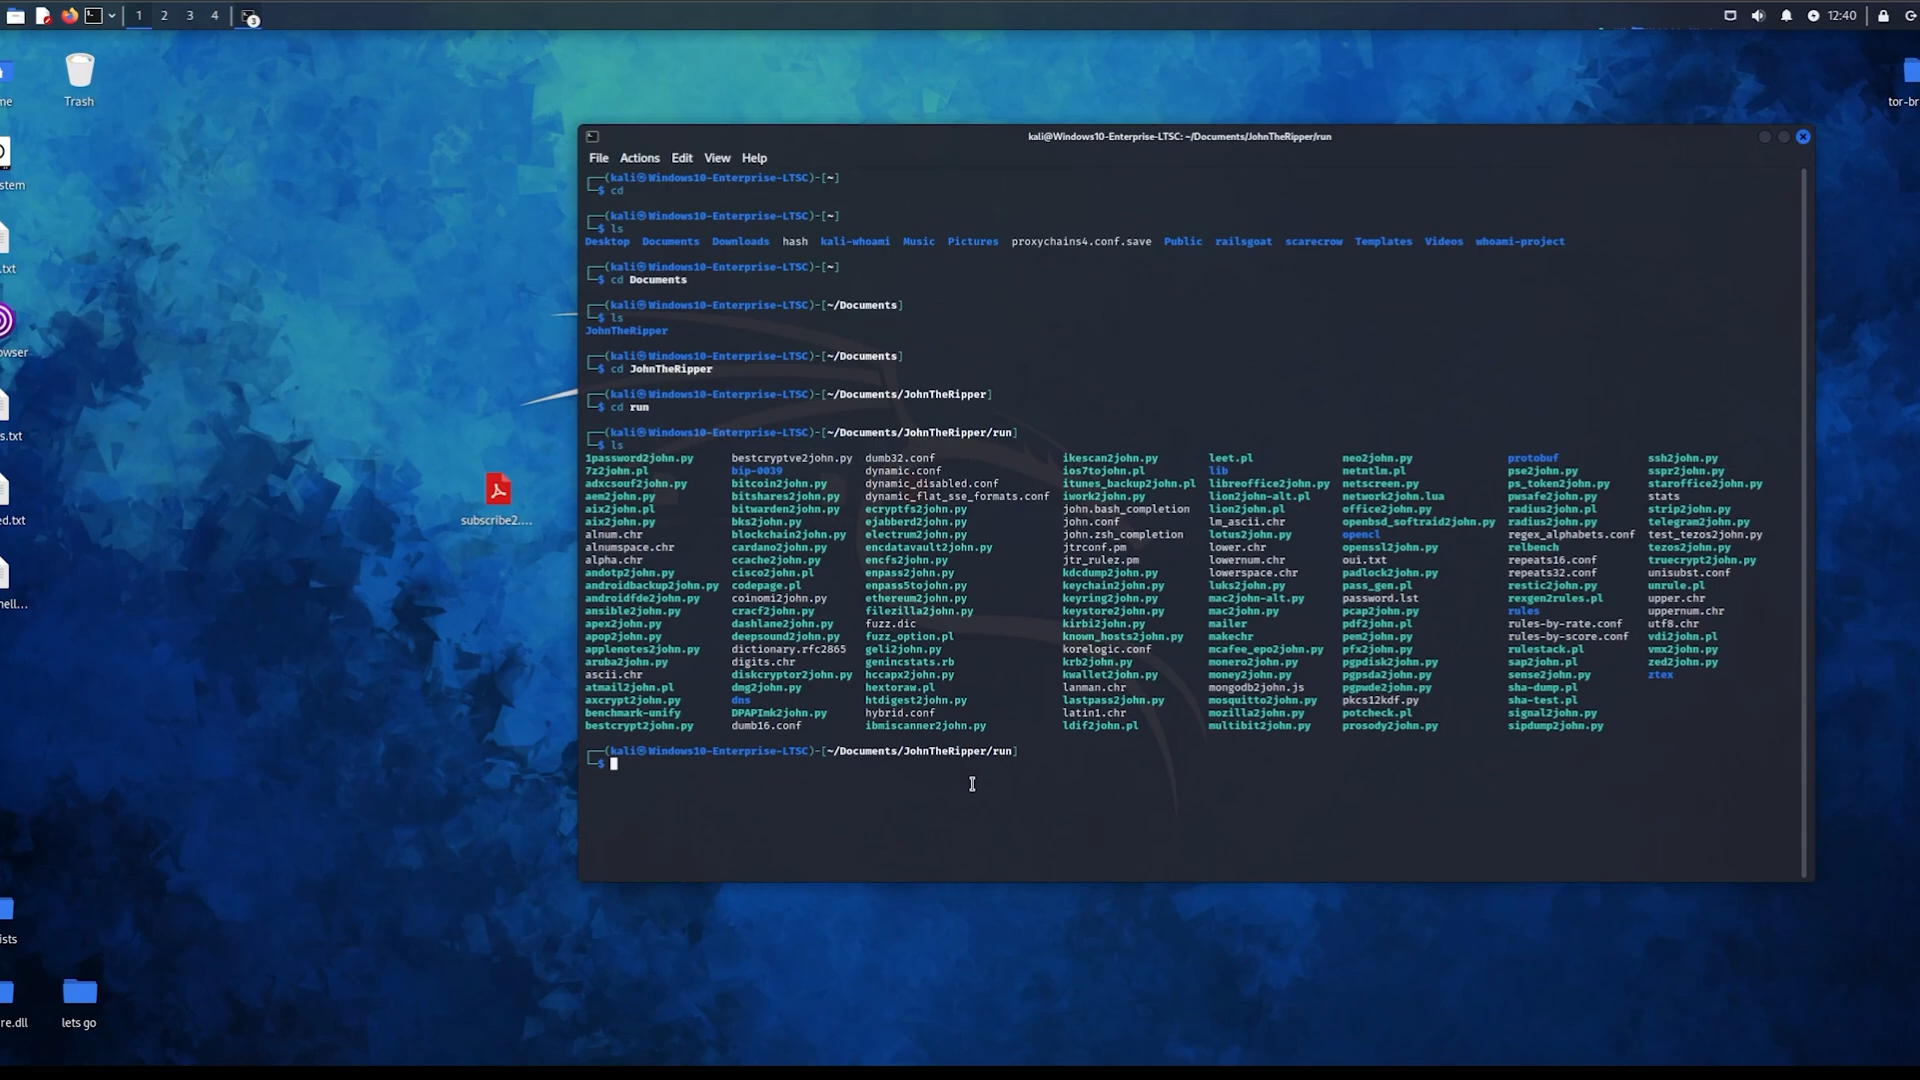 1 2 3 4 3
12:40
me
Trash
tor-br
stem
.txt
owser
s.txt
ed.txt
hell...
subscribe2....
ists
re.dll
lets go
kali@Windows10-Enterprise-LTSC: ~/Documents/JohnTheRipper/run
File Actions Edit View Help
┌──(kali㉿Windows10-Enterprise-LTSC)-[~]
└─$ cd
┌──(kali㉿Windows10-Enterprise-LTSC)-[~]
└─$ ls
Desktop Documents Downloads hash kali-whoami Music Pictures proxychains4.conf.save Public railsgoat scarecrow Templates Videos whoami-project
┌──(kali㉿Windows10-Enterprise-LTSC)-[~]
└─$ cd Documents
┌──(kali㉿Windows10-Enterprise-LTSC)-[~/Documents]
└─$ ls
JohnTheRipper
┌──(kali㉿Windows10-Enterprise-LTSC)-[~/Documents]
└─$ cd JohnTheRipper
┌──(kali㉿Windows10-Enterprise-LTSC)-[~/Documents/JohnTheRipper]
└─$ cd run
┌──(kali㉿Windows10-Enterprise-LTSC)-[~/Documents/JohnTheRipper/run]
└─$ ls
1password2john.py bestcryptve2john.py dumb32.conf ikescan2john.py leet.pl neo2john.py protobuf ssh2john.py
7z2john.pl bip-0039 dynamic.conf ios7tojohn.pl lib netntlm.pl pse2john.py sspr2john.py
adxcsouf2john.py bitcoin2john.py dynamic_disabled.conf itunes_backup2john.pl libreoffice2john.py netscreen.py ps_token2john.py staroffice2john.py
aem2john.py bitshares2john.py dynamic_flat_sse_formats.conf iwork2john.py lion2john-alt.pl network2john.lua pwsafe2john.py stats
aix2john.pl bitwarden2john.py ecryptfs2john.py john.bash_completion lion2john.pl office2john.py radius2john.pl strip2john.py
aix2john.py bks2john.py ejabberd2john.py john.conf lm_ascii.chr openbsd_softraid2john.py radius2john.py telegram2john.py
alnum.chr blockchain2john.py electrum2john.py john.zsh_completion lotus2john.py opencl regex_alphabets.conf test_tezos2john.py
alnumspace.chr cardano2john.py encdatavault2john.py jtrconf.pm lower.chr openssl2john.py relbench tezos2john.py
alpha.chr ccache2john.py encfs2john.py jtr_rulez.pm lowernum.chr oui.txt repeats16.conf truecrypt2john.py
andotp2john.py cisco2john.pl enpass2john.py kdcdump2john.py lowerspace.chr padlock2john.py repeats32.conf unisubst.conf
androidbackup2john.py codepage.pl enpass5tojohn.py keychain2john.py luks2john.py pass_gen.pl restic2john.py unrule.pl
androidfde2john.py coinomi2john.py ethereum2john.py keyring2john.py mac2john-alt.py password.lst rexgen2rules.pl upper.chr
ansible2john.py cracf2john.py filezilla2john.py keystore2john.py mac2john.py pcap2john.py rules uppernum.chr
apex2john.py dashlane2john.py fuzz.dic kirbi2john.py mailer pdf2john.pl rules-by-rate.conf utf8.chr
apop2john.py deepsound2john.py fuzz_option.pl known_hosts2john.py makechr pem2john.py rules-by-score.conf vdi2john.pl
applenotes2john.py dictionary.rfc2865 geli2john.py korelogic.conf mcafee_epo2john.py pfx2john.py rulestack.pl vmx2john.py
aruba2john.py digits.chr genincstats.rb krb2john.py monero2john.py pgpdisk2john.py sap2john.pl zed2john.py
ascii.chr diskcryptor2john.py hccapx2john.py kwallet2john.py money2john.py pgpsda2john.py sense2john.py ztex
atmail2john.pl dmg2john.py hextoraw.pl lanman.chr mongodb2john.js pgpwde2john.py sha-dump.pl
axcrypt2john.py dns htdigest2john.py lastpass2john.py mosquitto2john.py pkcs12kdf.py sha-test.pl
benchmark-unify DPAPImk2john.py hybrid.conf latin1.chr mozilla2john.py potcheck.pl signal2john.py
bestcrypt2john.py dumb16.conf ibmiscanner2john.py ldif2john.pl multibit2john.py prosody2john.py sipdump2john.py
┌──(kali㉿Windows10-Enterprise-LTSC)-[~/Documents/JohnTheRipper/run]
└─$